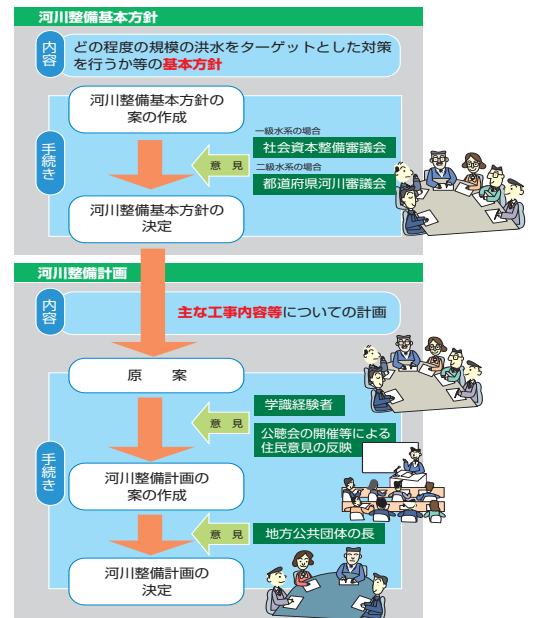 河川整備基本方針
内容
どの程度の規模の洪水をターゲットとした対策
を行うか等の基本方針
手続き
河川整備基本方針の
案の作成
一級水系の場合
社会資本整備審議会
意見
二級水系の場合
都道府県河川審議会
河川整備基本方針の
決定
河川整備計画
内容
主な工事内容等についての計画
手続き
原案
学識経験者
意見
公聴会の開催等による
住民意見の反映
河川整備計画の
案の作成
意見
地方公共団体の長
河川整備計画の
決定